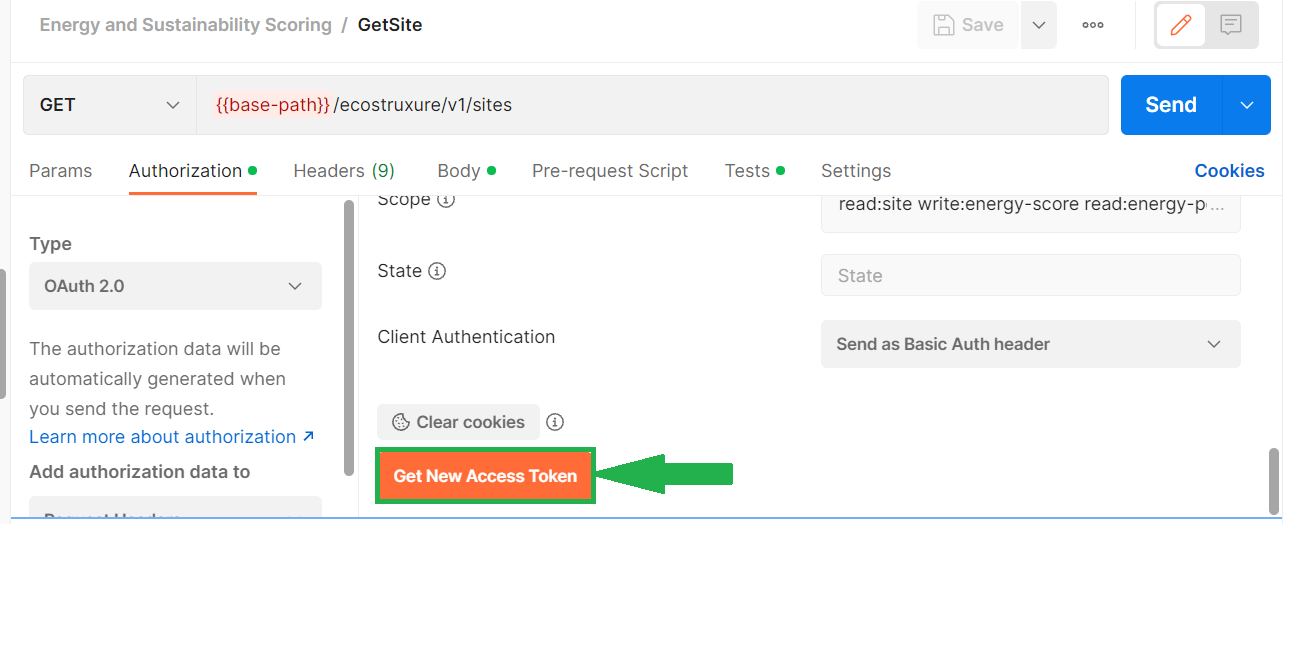 Energy and Sustainability Scoring / GetSite
Save
GET
{{base-path}}/ecostruxure/v1/sites
Send
Params
Authorization
Headers (9)
Body
Pre-request Script
Tests
Settings
Cookies
Type
OAuth 2.0
The authorization data will be
automatically generated when
you send the request.
Learn more about authorization ↗
Add authorization data to
Request Headers
Scope
read:site write:energy-score read:energy-p...
State
State
Client Authentication
Send as Basic Auth header
Clear cookies
Get New Access Token